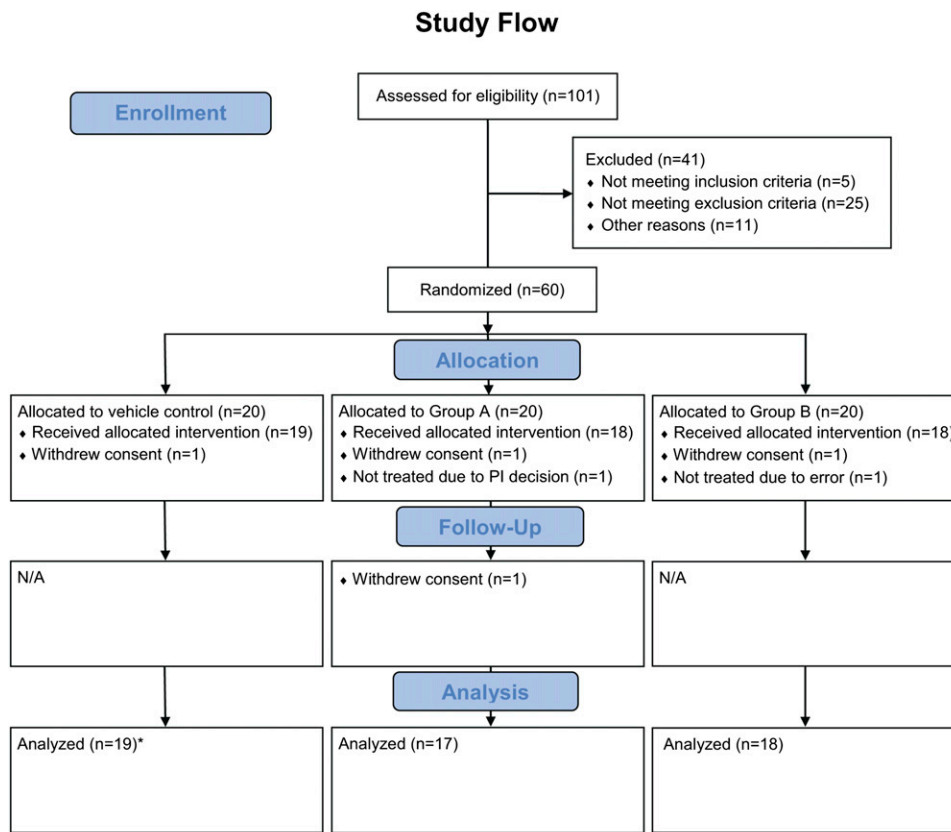 Study Flow
Enrollment
Assessed for eligibility (n=101)
Excluded (n=41)
♦ Not meeting inclusion criteria (n=5)
♦ Not meeting exclusion criteria (n=25)
♦ Other reasons (n=11)
Randomized (n=60)
Allocation
Allocated to vehicle control (n=20)
♦ Received allocated intervention (n=19)
♦ Withdrew consent (n=1)
Allocated to Group A (n=20)
♦ Received allocated intervention (n=18)
♦ Withdrew consent (n=1)
♦ Not treated due to PI decision (n=1)
Allocated to Group B (n=20)
♦ Received allocated intervention (n=18)
♦ Withdrew consent (n=1)
♦ Not treated due to error (n=1)
Follow-Up
N/A
♦ Withdrew consent (n=1)
N/A
Analysis
Analyzed (n=19)*
Analyzed (n=17)
Analyzed (n=18)